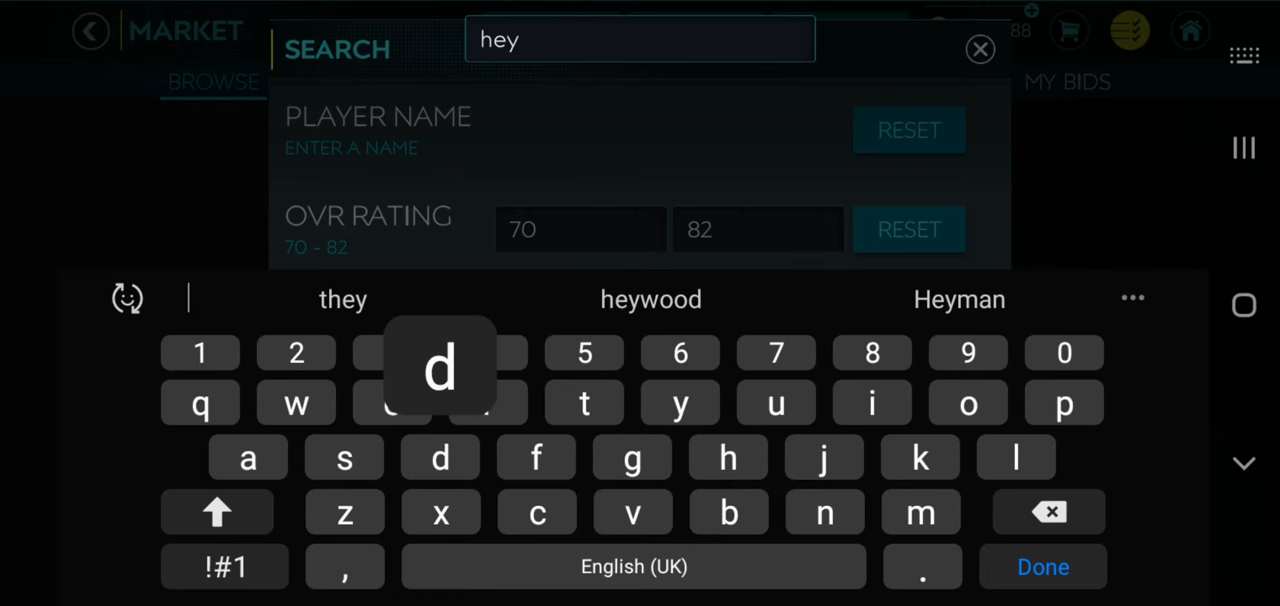 MARKET
hey
88
SEARCH
BROWSE
MY BIDS
PLAYER NAME
RESET
ENTER A NAME
OVR RATING
70
82
RESET
70 - 82
they
heywood
Heyman
1 2 5 6 7 8 9 0
d
q w t y u i o p
a s d f g h j k l
z x c v b n m
!#1 , English (UK) . Done